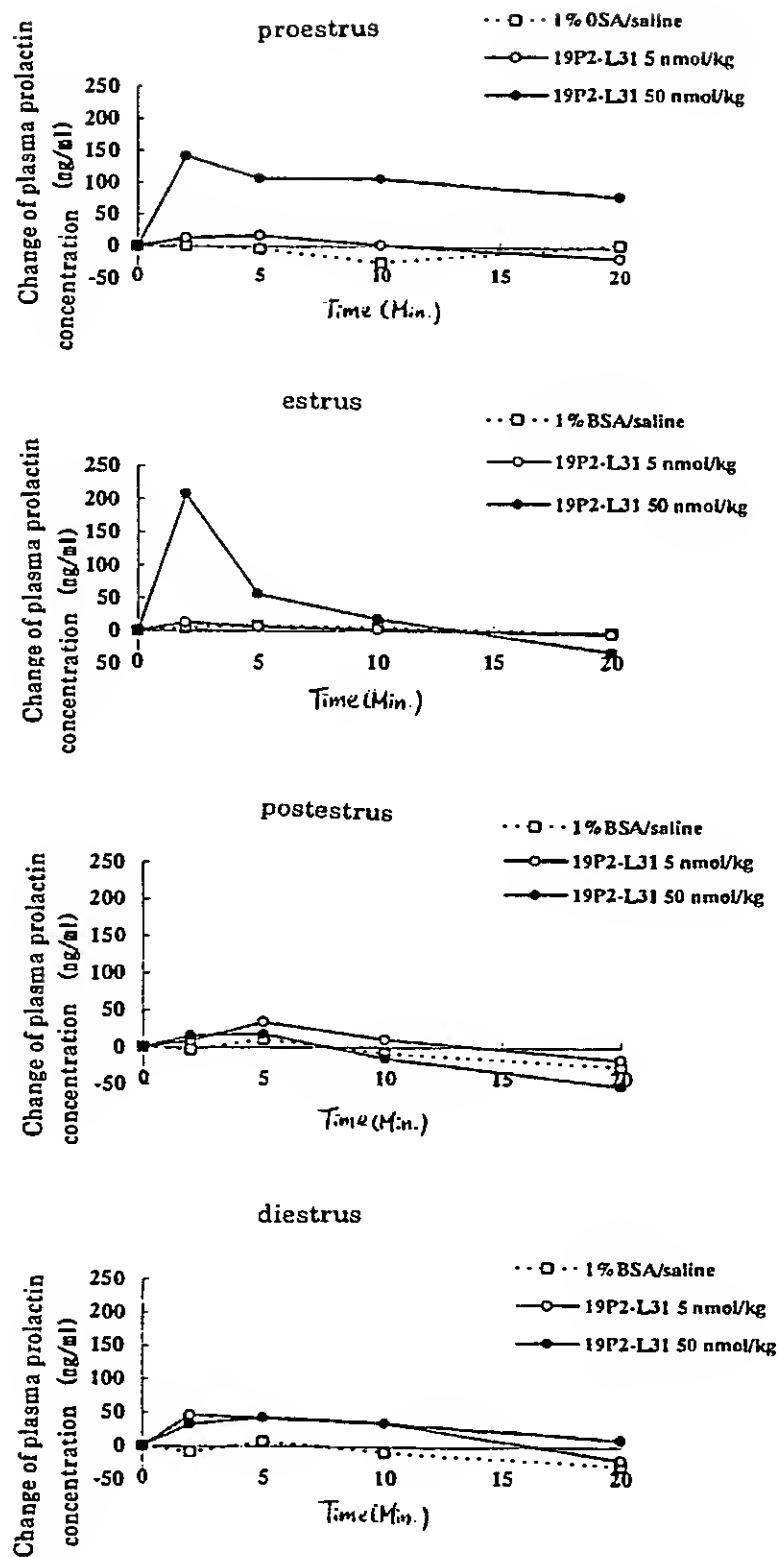 proestrus
1% OSA/saline
19P2-L31 5 nmol/kg
19P2-L31 50 nmol/kg
Change of plasma prolactin
concentration (ng/ml)
250
200
150
100
50
0
-50
0
5
10
15
20
Time (Min.)
estrus
1% BSA/saline
19P2-L31 5 nmol/kg
19P2-L31 50 nmol/kg
Change of plasma prolactin
concentration (ng/ml)
250
200
150
100
50
0
50
0
5
10
15
20
Time (Min.)
postestrus
1% BSA/saline
19P2-L31 5 nmol/kg
19P2-L31 50 nmol/kg
Change of plasma prolactin
concentration (ng/ml)
250
200
150
100
50
0
-50
0
5
10
15
20
Time (Min.)
diestrus
1% BSA/saline
19P2-L31 5 nmol/kg
19P2-L31 50 nmol/kg
Change of plasma prolactin
concentration (ng/ml)
250
200
150
100
50
0
-50
0
5
10
15
20
Time (Min.)